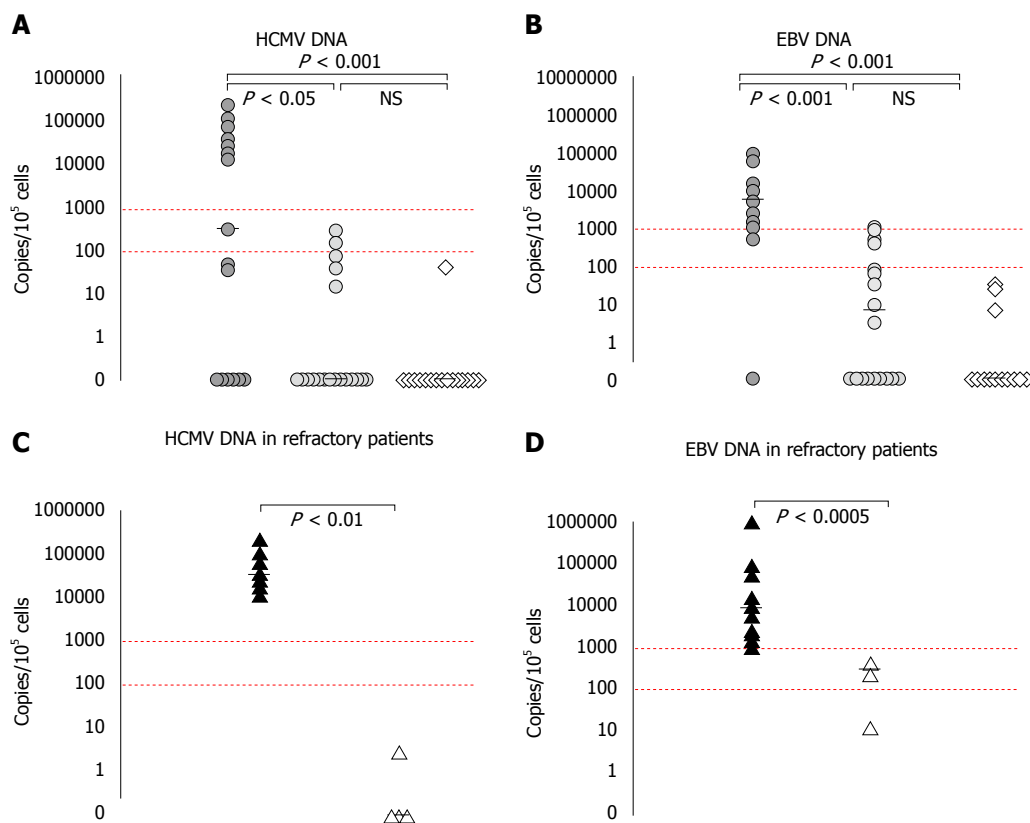 A
HCMV DNA
P < 0.001
P < 0.05
NS
1000000
100000
10000
1000
100
10
1
0
Copies/10⁵ cells
B
EBV DNA
P < 0.001
P < 0.001
NS
10000000
1000000
100000
10000
1000
100
10
1
0
Copies/10⁵ cells
C
HCMV DNA in refractory patients
P < 0.01
1000000
100000
10000
1000
100
10
1
0
Copies/10⁵ cells
D
EBV DNA in refractory patients
P < 0.0005
1000000
100000
10000
1000
100
10
1
0
Copies/10⁵ cells